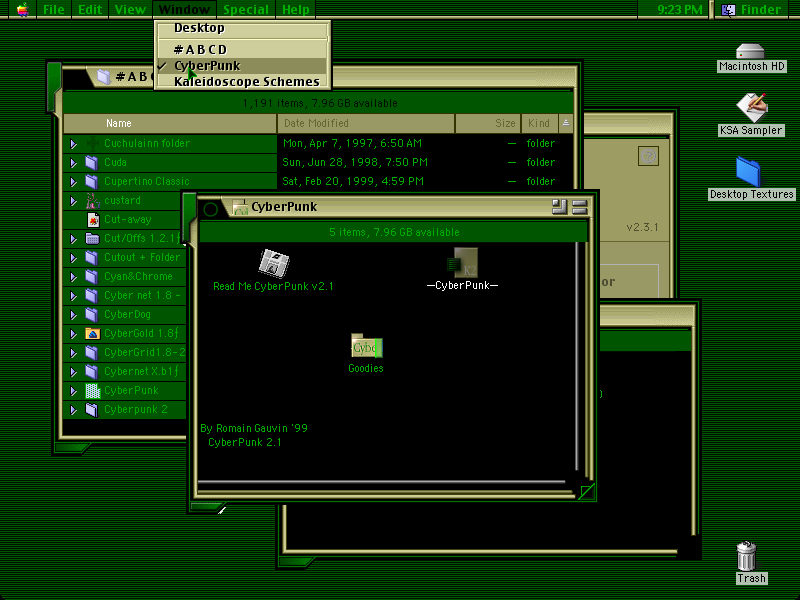 File Edit View Window Special Help 9:23 PM Finder
Desktop
#ABCD
✓ CyberPunk
Kaleidoscope Schemes
#ABC
1,191 items, 7.96 GB available
Name Date Modified Size Kind
Cuchulainn folder Mon, Apr 7, 1997, 6:50 AM — folder
Cuda Sun, Jun 28, 1998, 7:50 PM — folder
Cupertino Classic Sat, Feb 20, 1999, 4:59 PM — folder
custard
Cut-away
Cut/Offs 1.2.1ƒ
Cutout + Folder
Cyan&Chrome
Cyber net 1.8 -
CyberDog
CyberGold 1.8ƒ
CyberGrid1.8-2
Cybernet X.b1ƒ
CyberPunk
Cyberpunk 2
CyberPunk
5 items, 7.96 GB available
Read Me CyberPunk v2.1
K2
—CyberPunk—
Cybe
Goodies
By Romain Gauvin '99
CyberPunk 2.1
v2.3.1
or
)
Macintosh HD
KSA Sampler
Desktop Textures
Trash